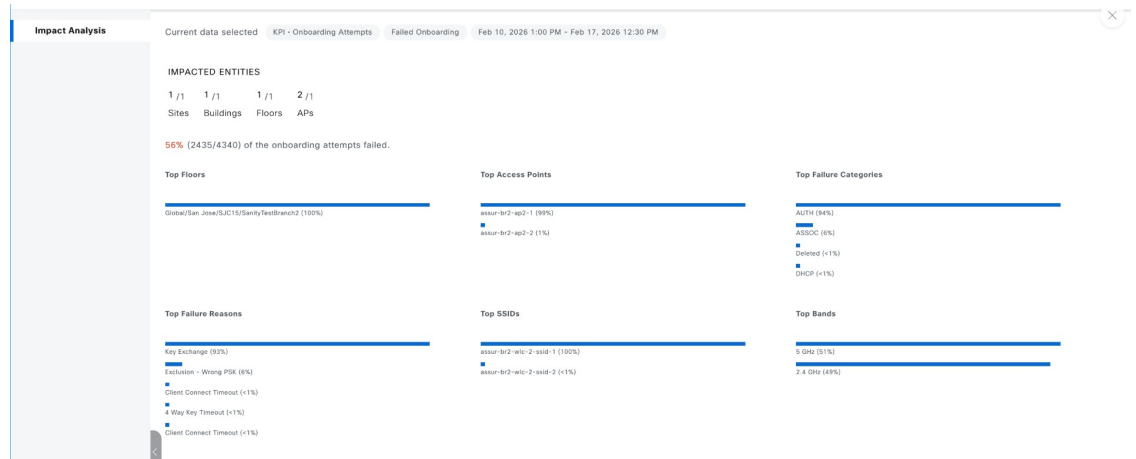 Impact Analysis
Current data selected KPI • Onboarding Attempts Failed Onboarding Feb 10, 2026 1:00 PM – Feb 17, 2026 12:30 PM
IMPACTED ENTITIES
1 /1 1 /1 1 /1 2 /1
Sites Buildings Floors APs
56% (2435/4340) of the onboarding attempts failed.
Top Floors
Global/San Jose/SJC15/SanityTestBranch2 (100%)
Top Access Points
assur-br2-ap2-1 (99%)
assur-br2-ap2-2 (1%)
Top Failure Categories
AUTH (94%)
ASSOC (6%)
Deleted (<1%)
DHCP (<1%)
Top Failure Reasons
Key Exchange (93%)
Exclusion - Wrong PSK (6%)
Client Connect Timeout (<1%)
4 Way Key Timeout (<1%)
Client Connect Timeout (<1%)
Top SSIDs
assur-br2-wlc-2-ssid-1 (100%)
assur-br2-wlc-2-ssid-2 (<1%)
Top Bands
5 GHz (51%)
2.4 GHz (49%)